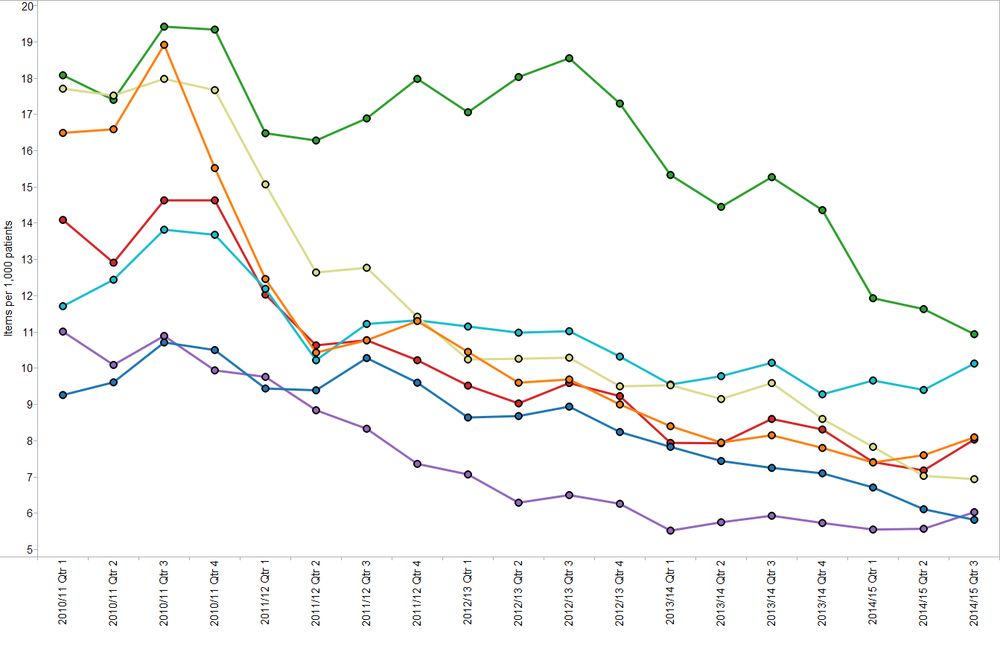 20
19
18
17
16
15
14
13
12
11
10
9
8
7
6
5
Items per 1,000 patients
2010/11 Qtr 1
2010/11 Qtr 2
2010/11 Qtr 3
2010/11 Qtr 4
2011/12 Qtr 1
2011/12 Qtr 2
2011/12 Qtr 3
2011/12 Qtr 4
2012/13 Qtr 1
2012/13 Qtr 2
2012/13 Qtr 3
2012/13 Qtr 4
2013/14 Qtr 1
2013/14 Qtr 2
2013/14 Qtr 3
2013/14 Qtr 4
2014/15 Qtr 1
2014/15 Qtr 2
2014/15 Qtr 3